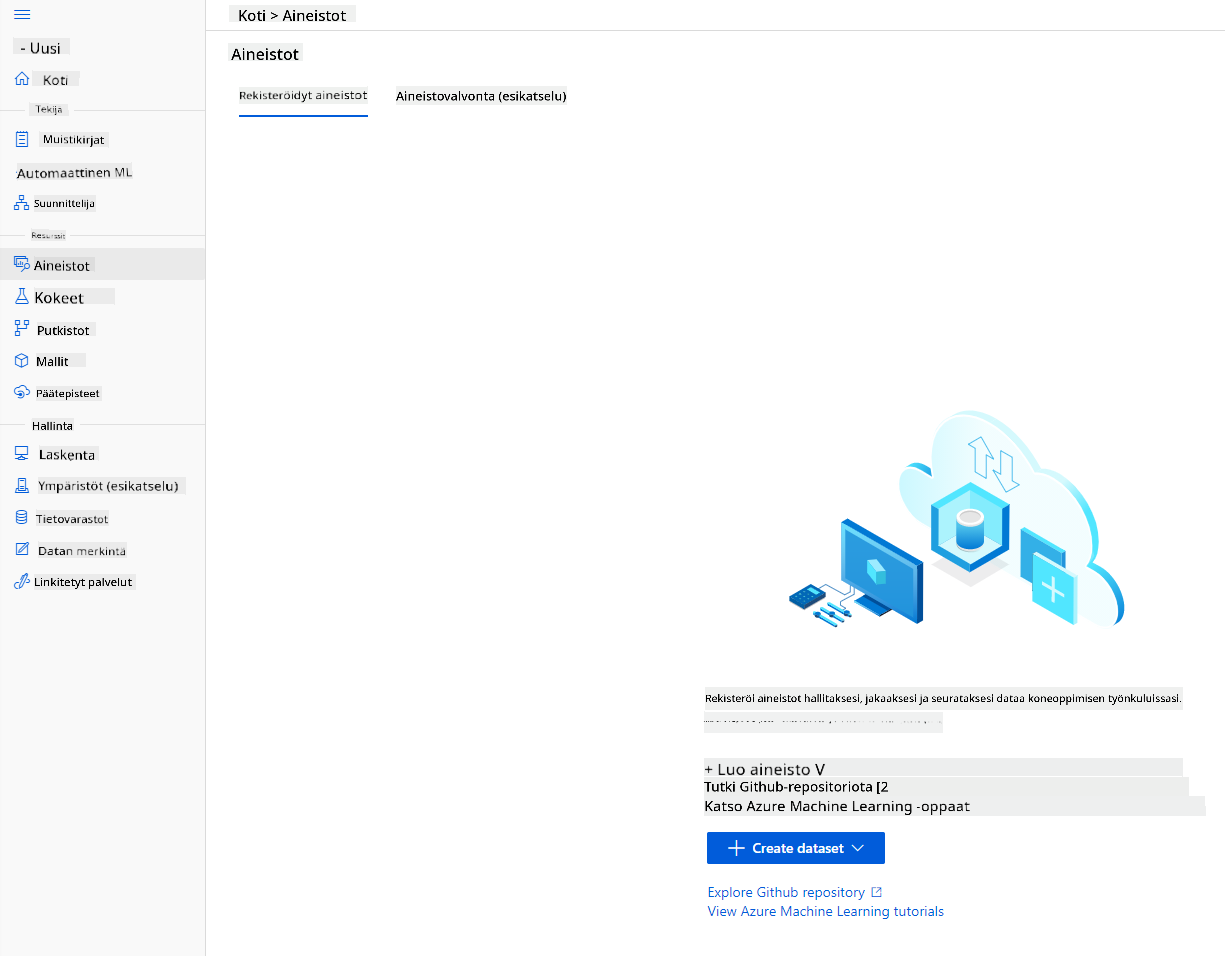 Koti > Aineistot
- Uusi
Koti
Tekijä
Muistikirjat
Automaattinen ML
Suunnittelija
Resurssit
Aineistot
Kokeet
Putkistot
Mallit
Päätepisteet
Hallinta
Laskenta
Ympäristöt (esikatselu)
Tietovarastot
Datan merkintä
Linkitetyt palvelut
Aineistot
Rekisteröidyt aineistot
Aineistovalvonta (esikatselu)
Rekisteröi aineistot hallitaksesi, jakaaksesi ja seurataksesi dataa koneoppimisen työnkuluissasi.
+ Luo aineisto V
Tutki Github-repositoriota [2
Katso Azure Machine Learning -oppaat
Create dataset
Explore Github repository
View Azure Machine Learning tutorials